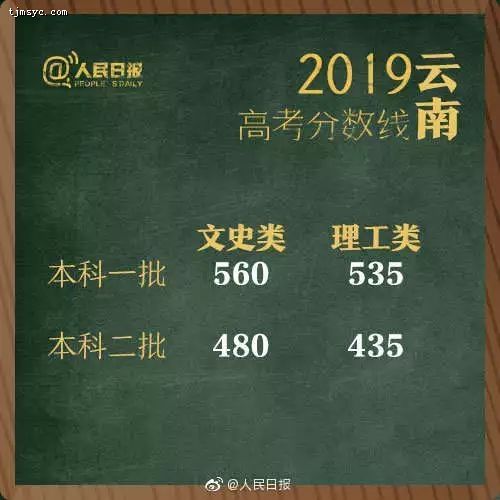 tjmsyc.com
@人民日报
PEOPLE'S DAILY
2019云南
高考分数线
文史类 理工类
本科一批 560 535
本科二批 480 435
@人民日报